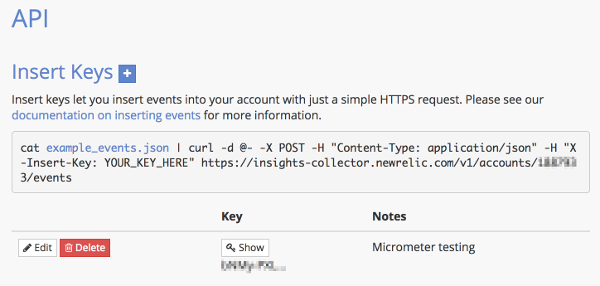 API
Insert Keys
Insert keys let you insert events into your account with just a simple HTTPS request. Please see our
documentation on inserting events for more information.
cat example_events.json | curl -d @- -X POST -H "Content-Type: application/json" -H "X
-Insert-Key: YOUR_KEY_HERE" https://insights-collector.newrelic.com/v1/accounts/
3/events
Key Notes
Edit Delete Show Micrometer testing